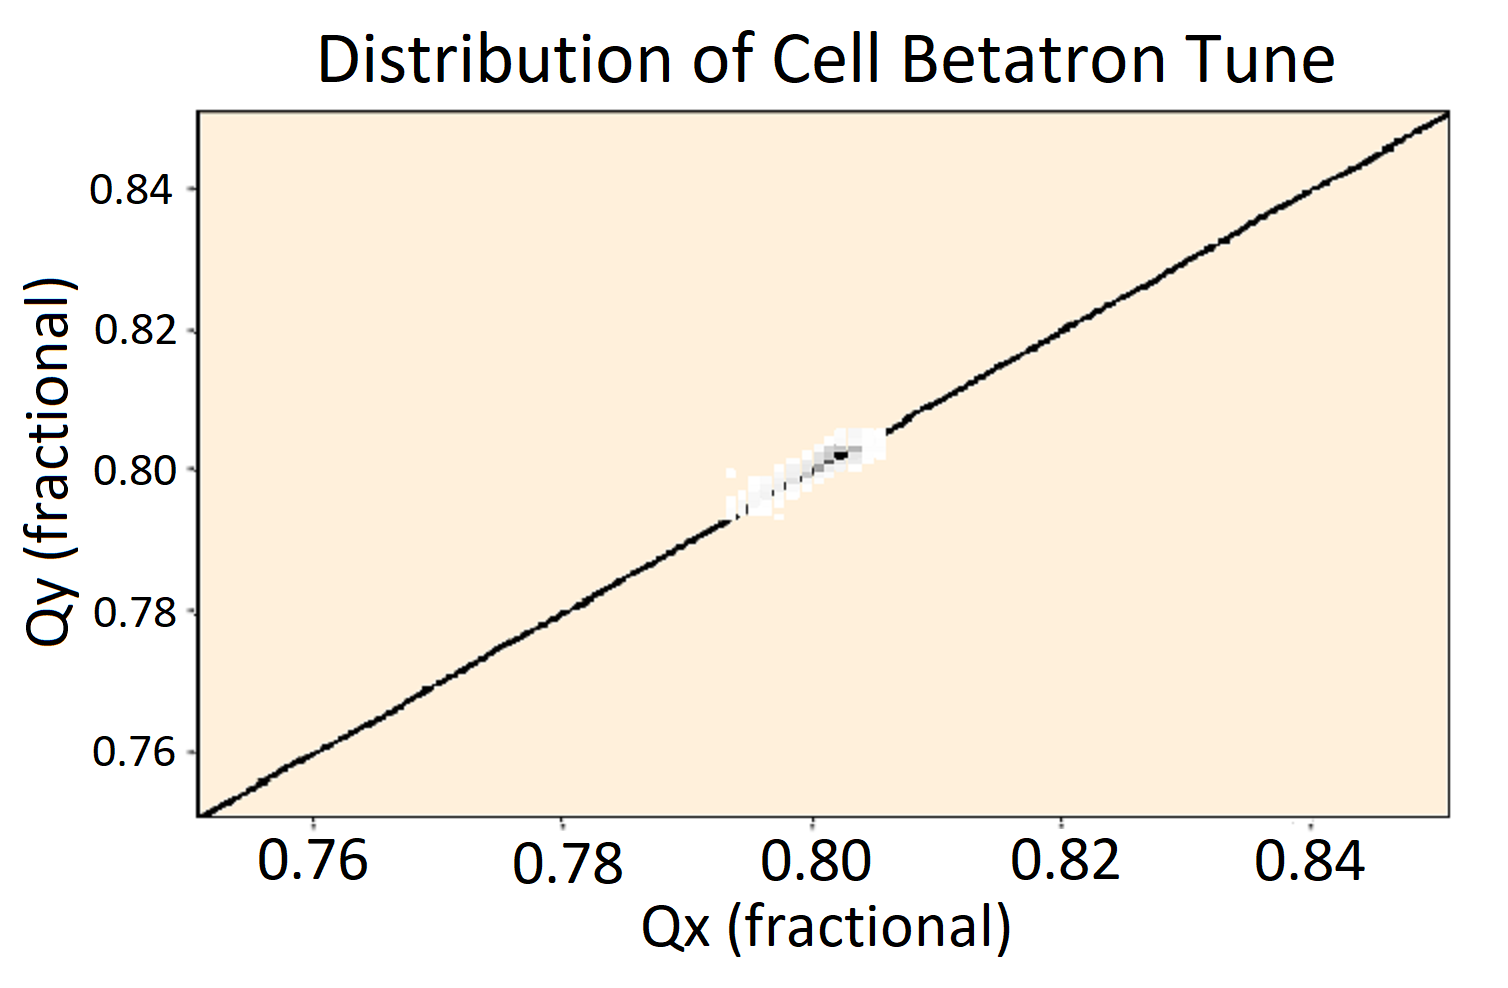 Distribution of Cell Betatron Tune
0.84
0.82
0.80
0.78
0.76
Qy (fractional)
0.76 0.78 0.80 0.82 0.84
Qx (fractional)